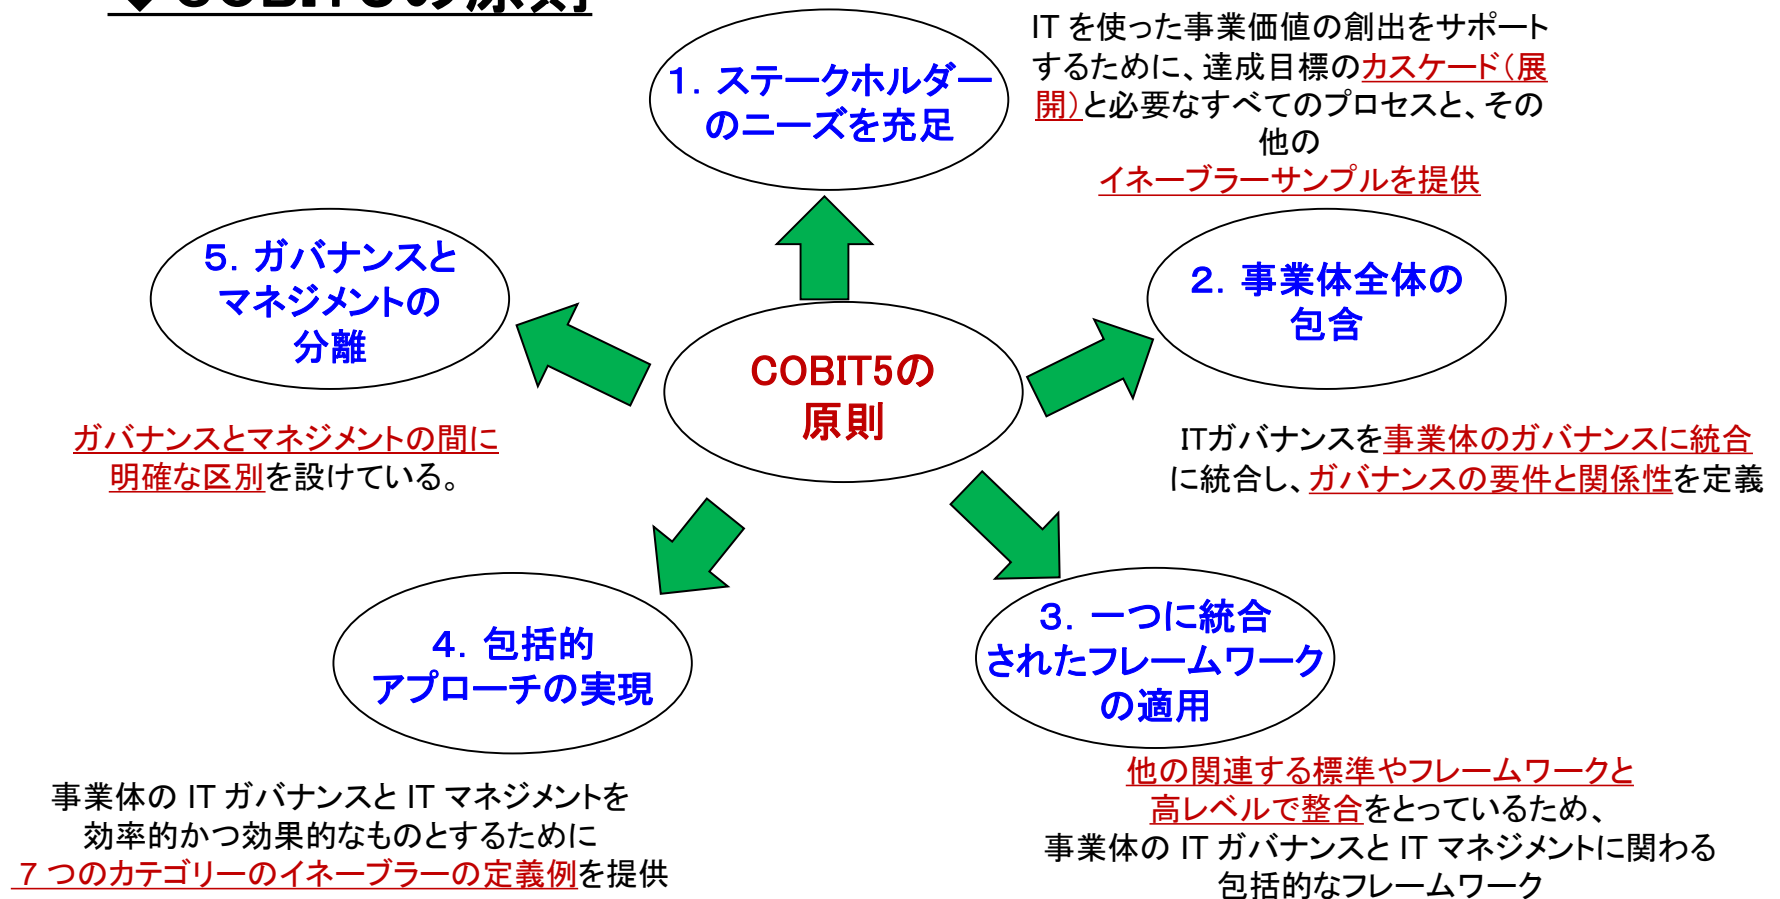 ◆COBIT5の原則
ITを使った事業価値の創出をサポート
するために、達成目標のカスケード（展
開）と必要なすべてのプロセスと、その
他の
イネーブラーサンプルを提供
1．ステークホルダー
のニーズを充足
5．ガバナンスと
マネジメントの
分離
2．事業体全体の
包含
COBIT5の
原則
ガバナンスとマネジメントの間に
明確な区別を設けている。
ITガバナンスを事業体のガバナンスに統合
に統合し、ガバナンスの要件と関係性を定義
4．包括的
アプローチの実現
3．一つに統合
されたフレームワーク
の適用
事業体の IT ガバナンスと IT マネジメントを
効率的かつ効果的なものとするために
7 つのカテゴリーのイネーブラーの定義例を提供
他の関連する標準やフレームワークと
高レベルで整合をとっているため、
事業体の IT ガバナンスと IT マネジメントに関わる
包括的なフレームワーク